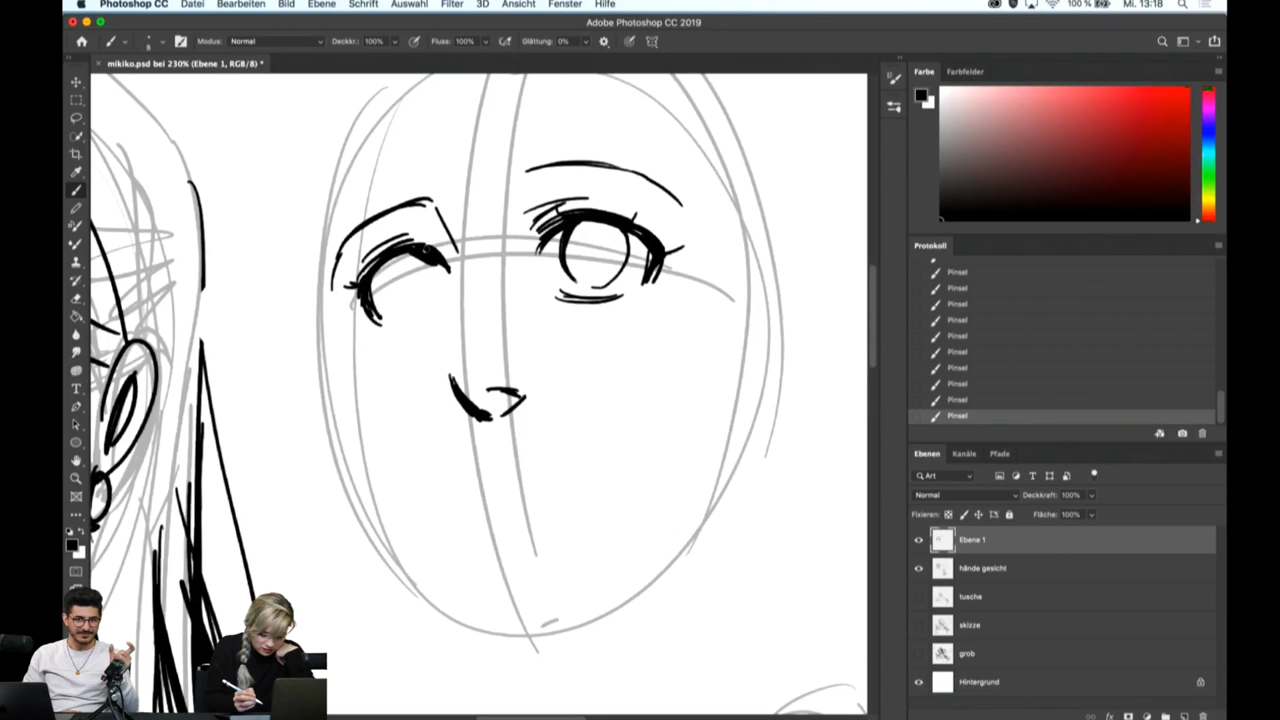 Photoshop CC Datei Bearbeiten Bild Ebene Schrift Auswahl Filter 3D Ansicht Fenster Hilfe 100 % Mi. 13:18
Adobe Photoshop CC 2019
8 Modus: Normal Deckkr.: 100% Fluss: 100% Glättung: 0%
× mikiko.psd bei 230% (Ebene 1, RGB/8) *
Farbe Farbfelder
Protokoll
Pinsel
Pinsel
Pinsel
Pinsel
Pinsel
Pinsel
Pinsel
Pinsel
Pinsel
Pinsel
Ebenen Kanäle Pfade
Art
Normal Deckkraft: 100%
Fixieren: Fläche: 100%
Ebene 1
hände gesicht
tusche
skizze
grob
Hintergrund
fx